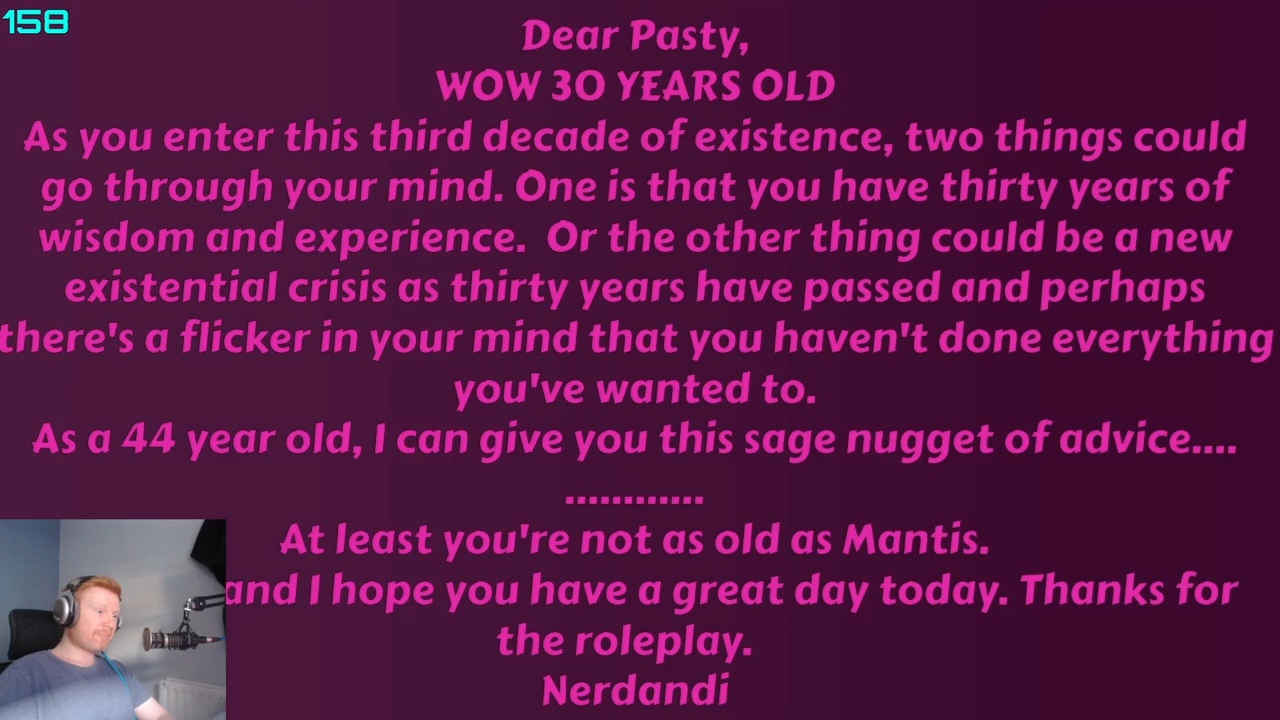 158
Dear Pasty,
WOW 30 YEARS OLD
As you enter this third decade of existence, two things could
go through your mind. One is that you have thirty years of
wisdom and experience.  Or the other thing could be a new
existential crisis as thirty years have passed and perhaps
there's a flicker in your mind that you haven't done everything
you've wanted to.
As a 44 year old, I can give you this sage nugget of advice....
............
At least you're not as old as Mantis.
and I hope you have a great day today. Thanks for
the roleplay.
Nerdandi